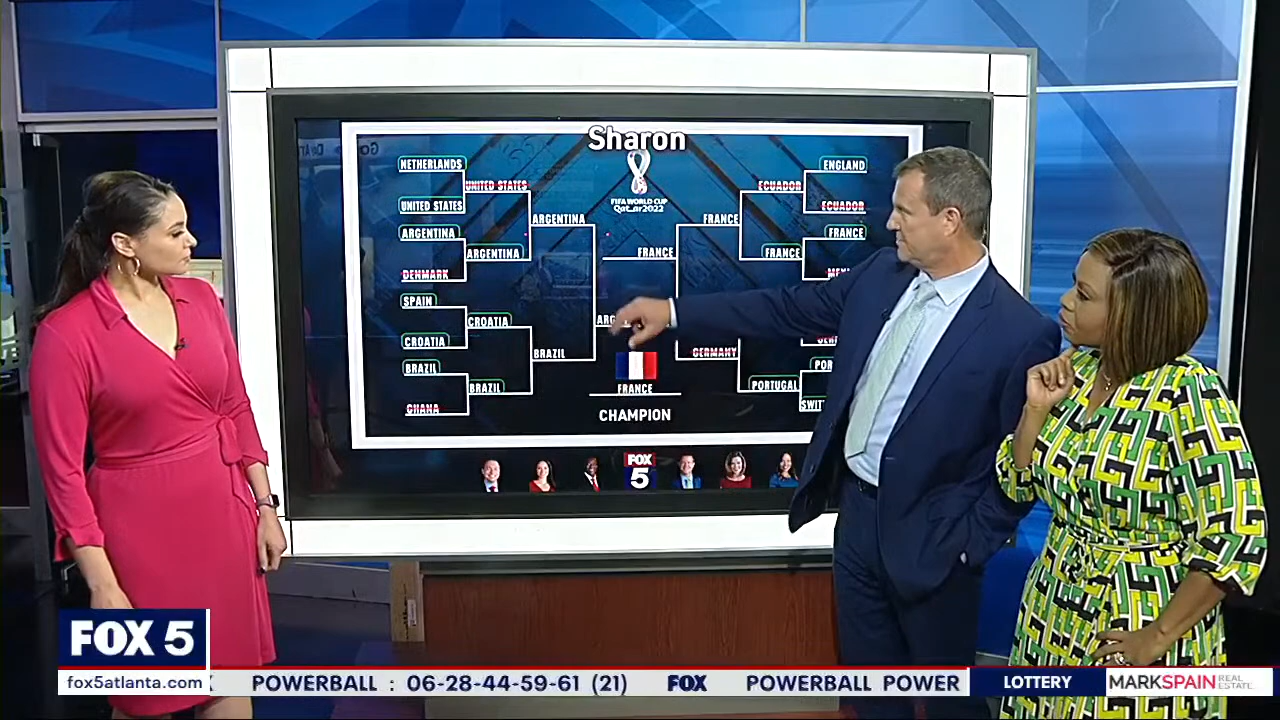 Sharon
FIFA WORLD CUP
Qatar2022
NETHERLANDS
UNITED STATES
UNITED STATES
ARGENTINA
ARGENTINA
DENMARK
ARGENTINA
SPAIN
CROATIA
CROATIA
BRAZIL
BRAZIL
BRAZIL
GHANA
FRANCE
FRANCE
CHAMPION
FRANCE
ECUADOR
ENGLAND
ECUADOR
FRANCE
FRANCE
GERMANY
PORTUGAL
FOX
5
FOX 5
fox5atlanta.com
POWERBALL : 06-28-44-59-61 (21)
FOX
POWERBALL POWER
LOTTERY
MARKSPAIN REAL ESTATE